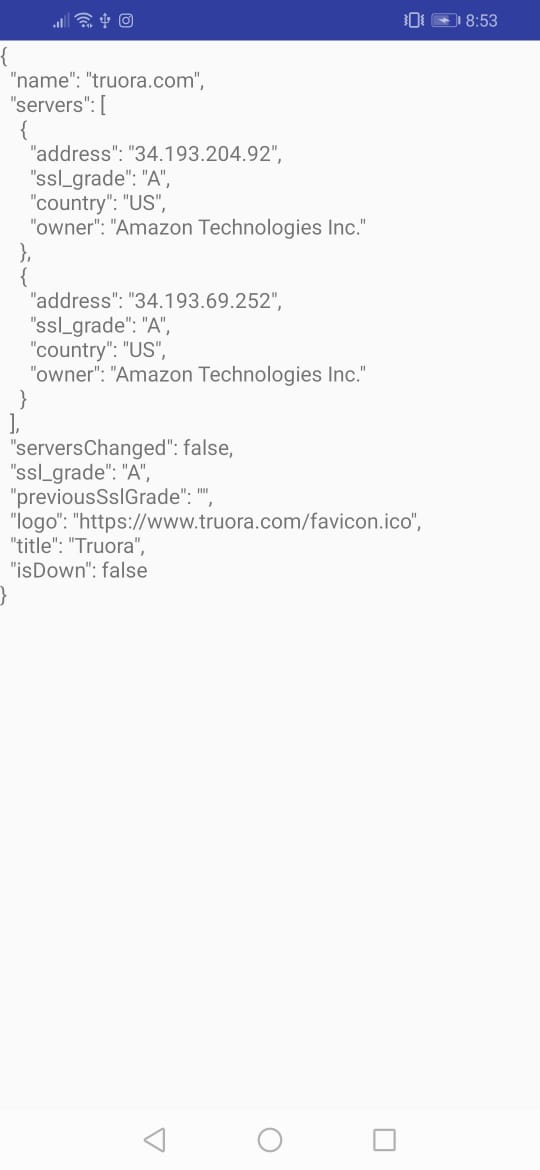 8:53
{
"name": "truora.com",
"servers": [
{
"address": "34.193.204.92",
"ssl_grade": "A",
"country": "US",
"owner": "Amazon Technologies Inc."
},
{
"address": "34.193.69.252",
"ssl_grade": "A",
"country": "US",
"owner": "Amazon Technologies Inc."
}
],
"serversChanged": false,
"ssl_grade": "A",
"previousSslGrade": "",
"logo": "https://www.truora.com/favicon.ico",
"title": "Truora",
"isDown": false
}